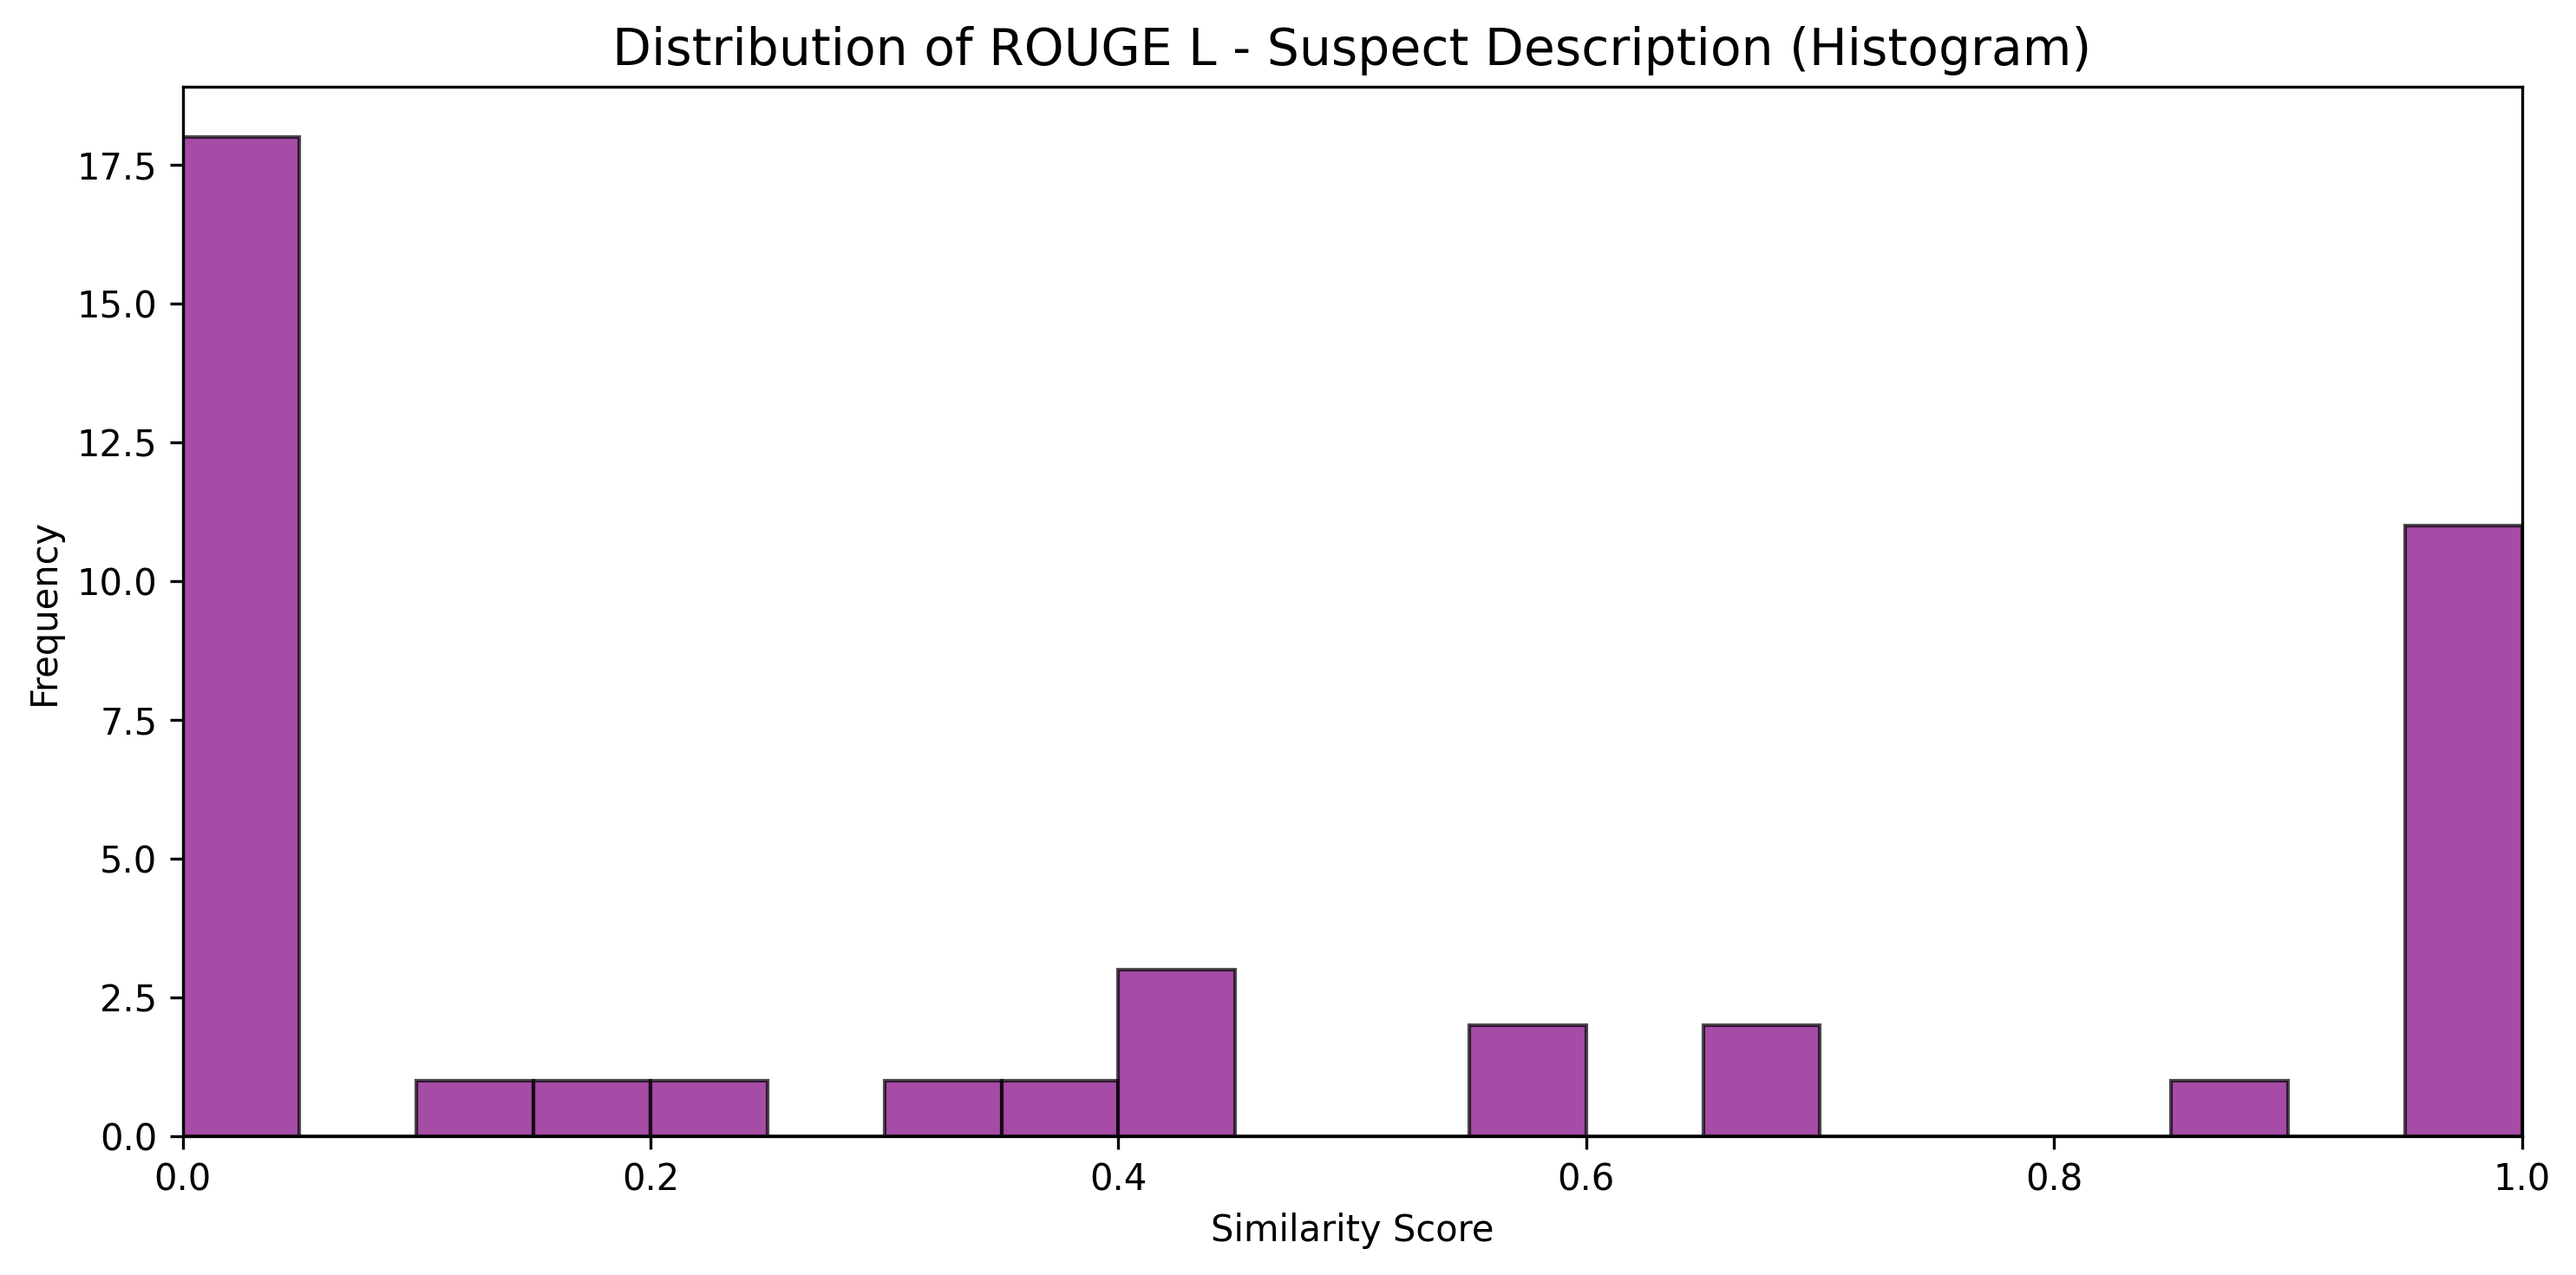 Distribution of ROUGE L - Suspect Description (Histogram)
17.5
15.0
12.5
10.0
7.5
5.0
2.5
0.0
Frequency
0.0 0.2 0.4 0.6 0.8 1.0
Similarity Score